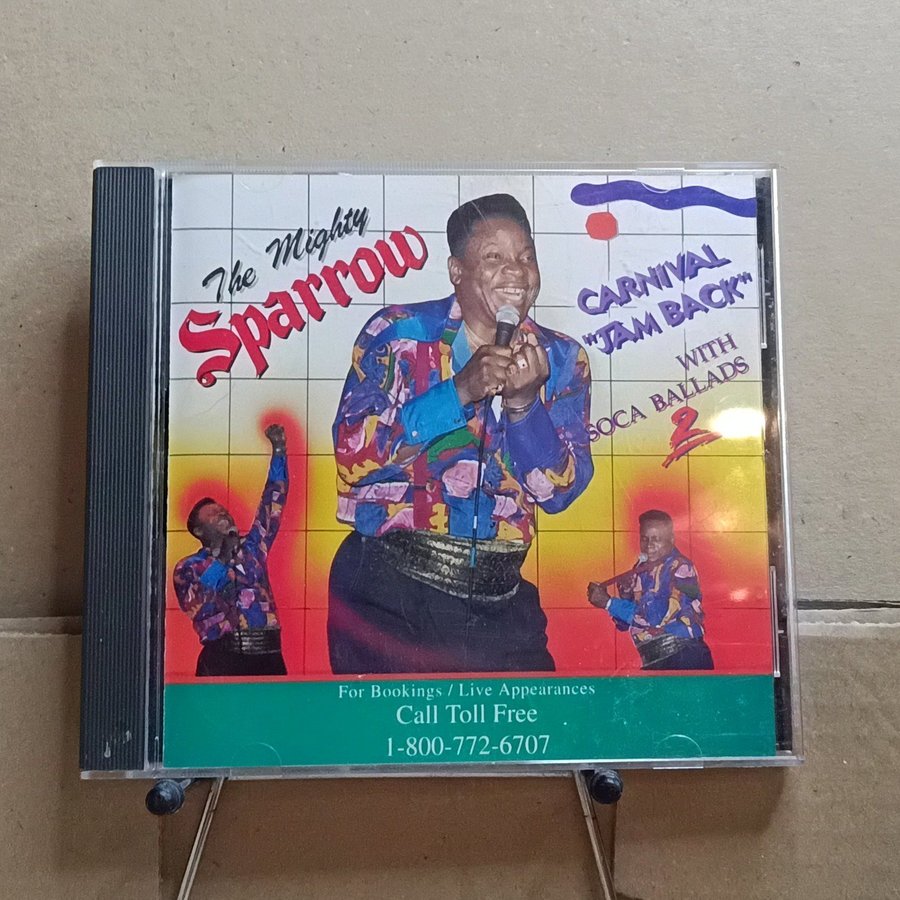 The Mighty
Sparrow
CARNIVAL
"JAM BACK"
WITH
SOCA BALLADS
2
For Bookings / Live Appearances
Call Toll Free
1-800-772-6707